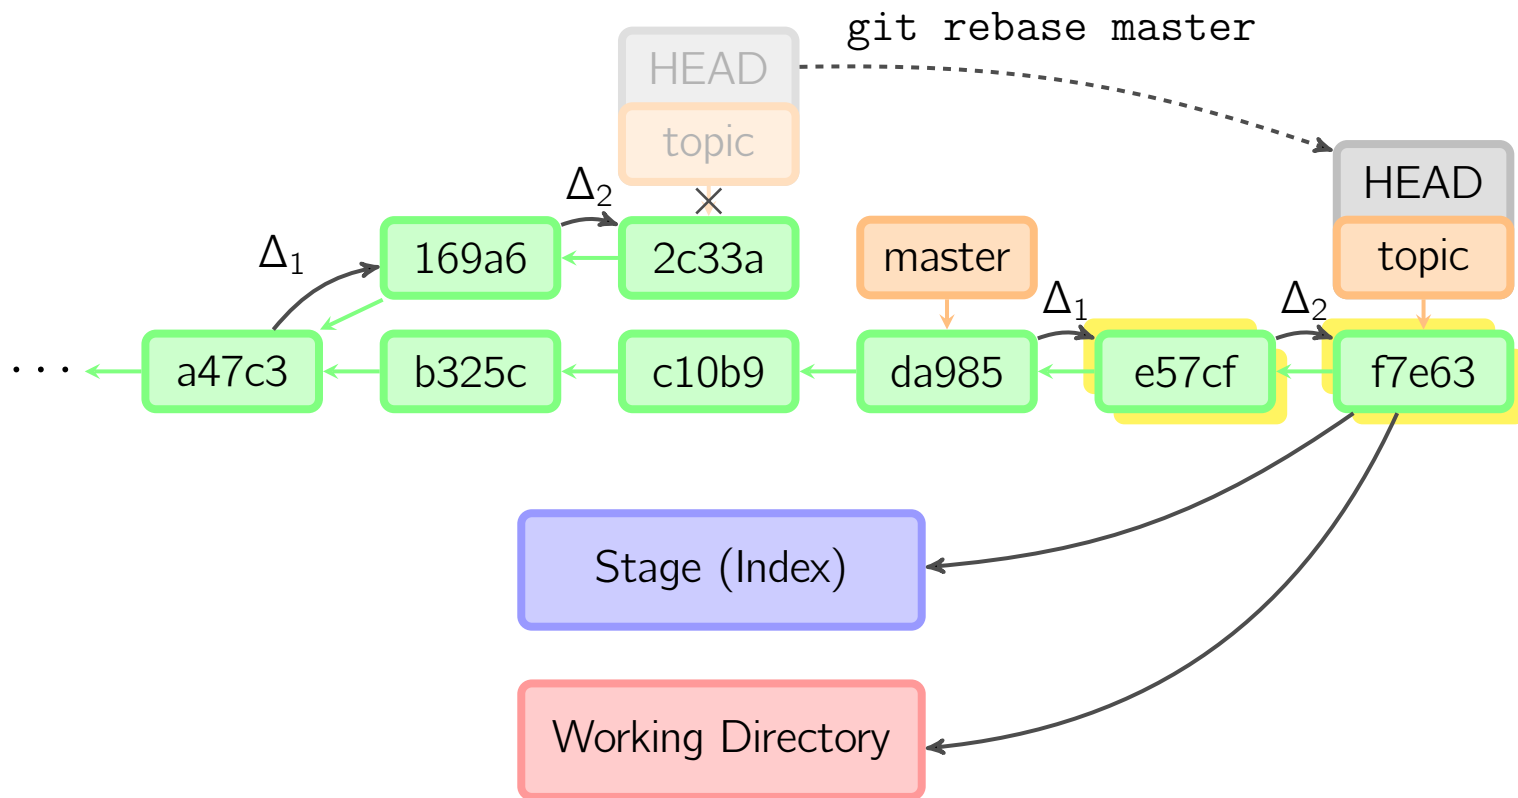 git rebase master
HEAD
topic
HEAD
topic
Δ2
Δ1
169a6
2c33a
master
Δ1
Δ2
...
a47c3
b325c
c10b9
da985
e57cf
f7e63
Stage (Index)
Working Directory